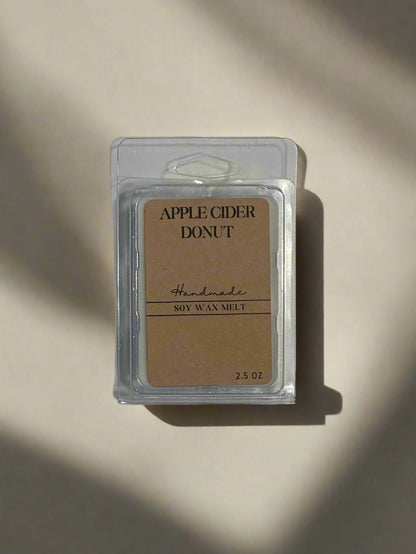 APPLE CIDER
DONUT
Handmade
SOY WAX MELT
2.5 OZ